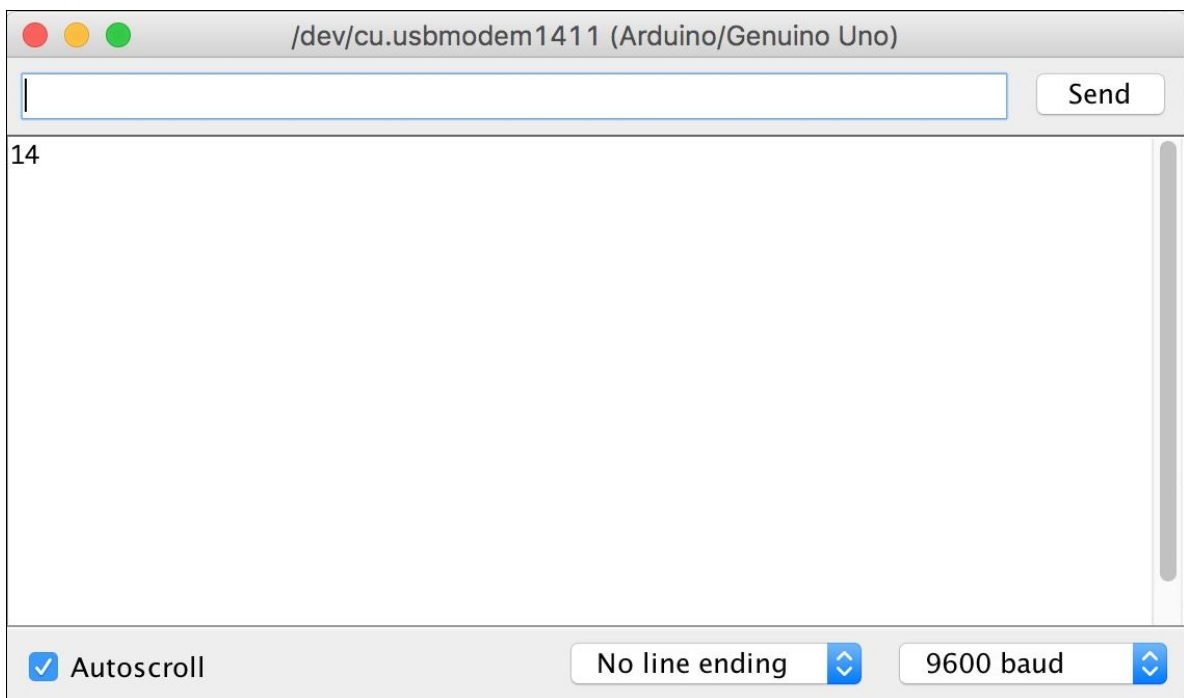 /dev/cu.usbmodem1411 (Arduino/Genuino Uno)
Send
14
Autoscroll
No line ending
9600 baud